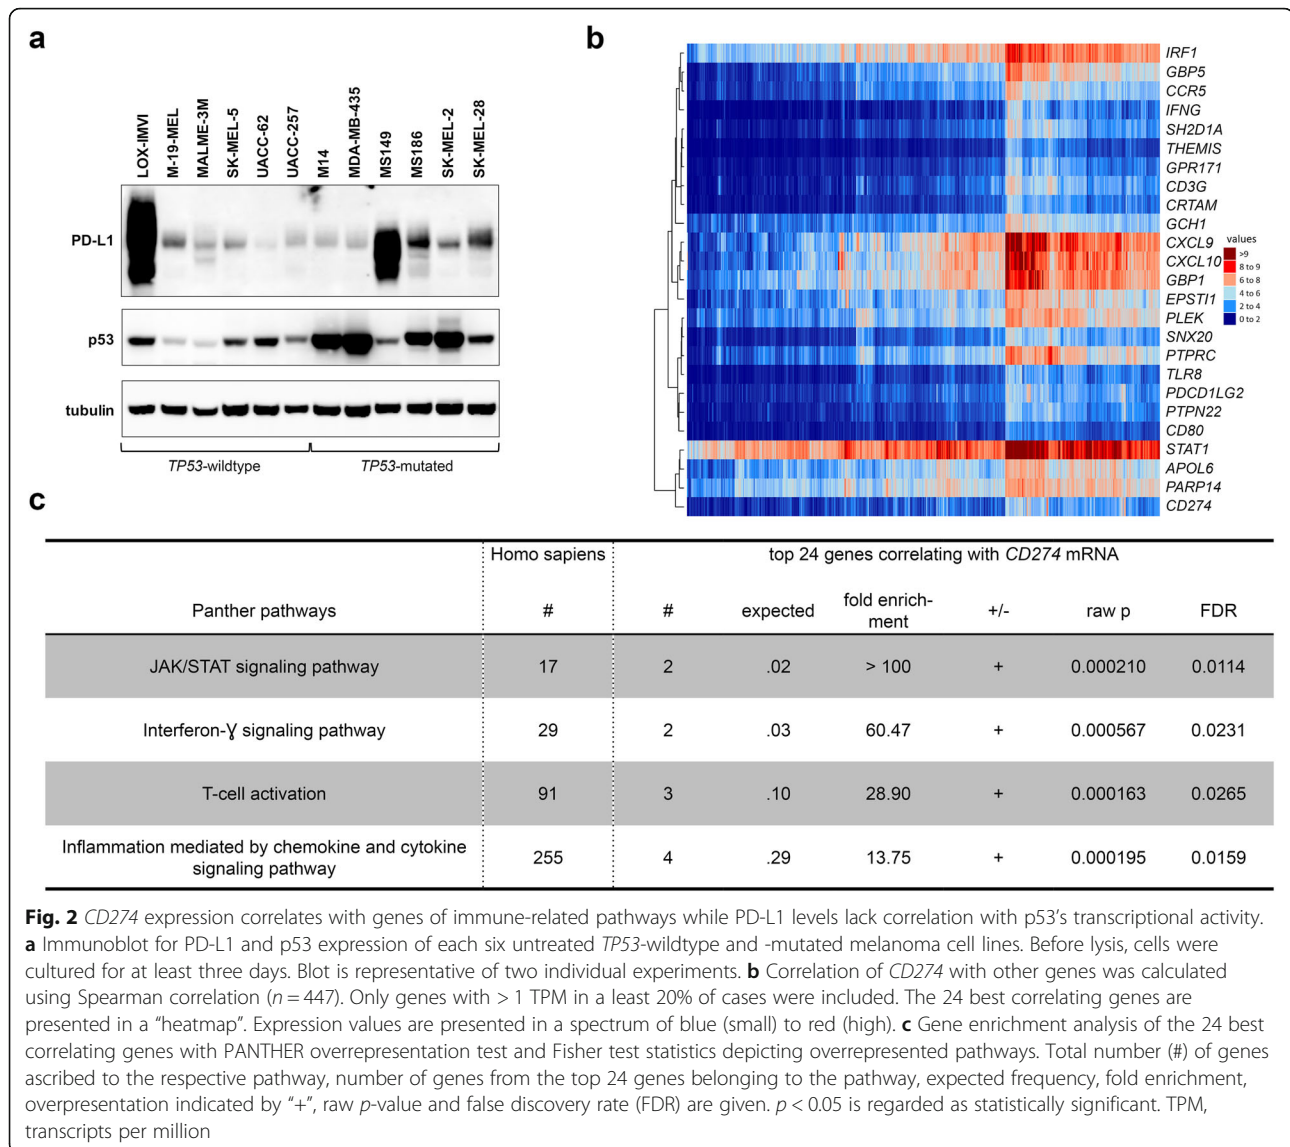 a
LOX-IMVI
M-19-MEL
MALME-3M
SK-MEL-5
UACC-62
UACC-257
M14
MDA-MB-435
MS149
MS186
SK-MEL-2
SK-MEL-28
PD-L1
p53
tubulin
TP53-wildtype
TP53-mutated
b
IRF1
GBP5
CCR5
IFNG
SH2D1A
THEMIS
GPR171
CD3G
CRTAM
GCH1
CXCL9
CXCL10
GBP1
EPSTI1
PLEK
SNX20
PTPRC
TLR8
PDCD1LG2
PTPN22
CD80
STAT1
APOL6
PARP14
CD274
values
>9
8 to 9
6 to 8
4 to 6
2 to 4
0 to 2
c
Homo sapiens
top 24 genes correlating with CD274 mRNA
Panther pathways # # expected fold enrich-
ment +/- raw p FDR
JAK/STAT signaling pathway 17 2 .02 > 100 + 0.000210 0.0114
Interferon-Ɣ signaling pathway 29 2 .03 60.47 + 0.000567 0.0231
T-cell activation 91 3 .10 28.90 + 0.000163 0.0265
Inflammation mediated by chemokine and cytokine
signaling pathway 255 4 .29 13.75 + 0.000195 0.0159
Fig. 2 CD274 expression correlates with genes of immune-related pathways while PD-L1 levels lack correlation with p53's transcriptional activity.
a Immunoblot for PD-L1 and p53 expression of each six untreated TP53-wildtype and -mutated melanoma cell lines. Before lysis, cells were
cultured for at least three days. Blot is representative of two individual experiments. b Correlation of CD274 with other genes was calculated
using Spearman correlation (n = 447). Only genes with > 1 TPM in a least 20% of cases were included. The 24 best correlating genes are
presented in a "heatmap". Expression values are presented in a spectrum of blue (small) to red (high). c Gene enrichment analysis of the 24 best
correlating genes with PANTHER overrepresentation test and Fisher test statistics depicting overrepresented pathways. Total number (#) of genes
ascribed to the respective pathway, number of genes from the top 24 genes belonging to the pathway, expected frequency, fold enrichment,
overpresentation indicated by "+", raw p-value and false discovery rate (FDR) are given. p < 0.05 is regarded as statistically significant. TPM,
transcripts per million